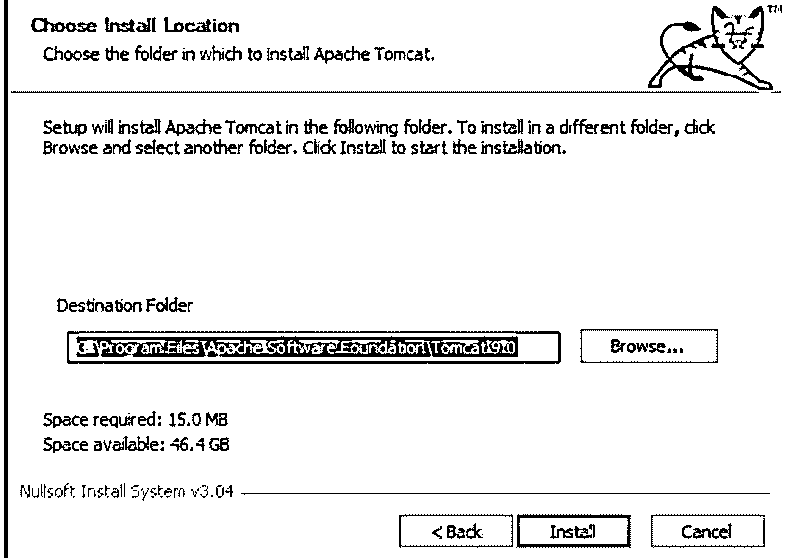 Choose Install Location
TM
Choose the folder in which to install Apache Tomcat.
Setup will install Apache Tomcat in the following folder. To install in a different folder, click
Browse and select another folder. Click Install to start the installation.
Destination Folder
C:\Program Files\Apache Software Foundation\Tomcat 9.0
Browse...
Space required: 15.0 MB
Space available: 46.4 GB
Nullsoft Install System v3.04
< Back
Install
Cancel